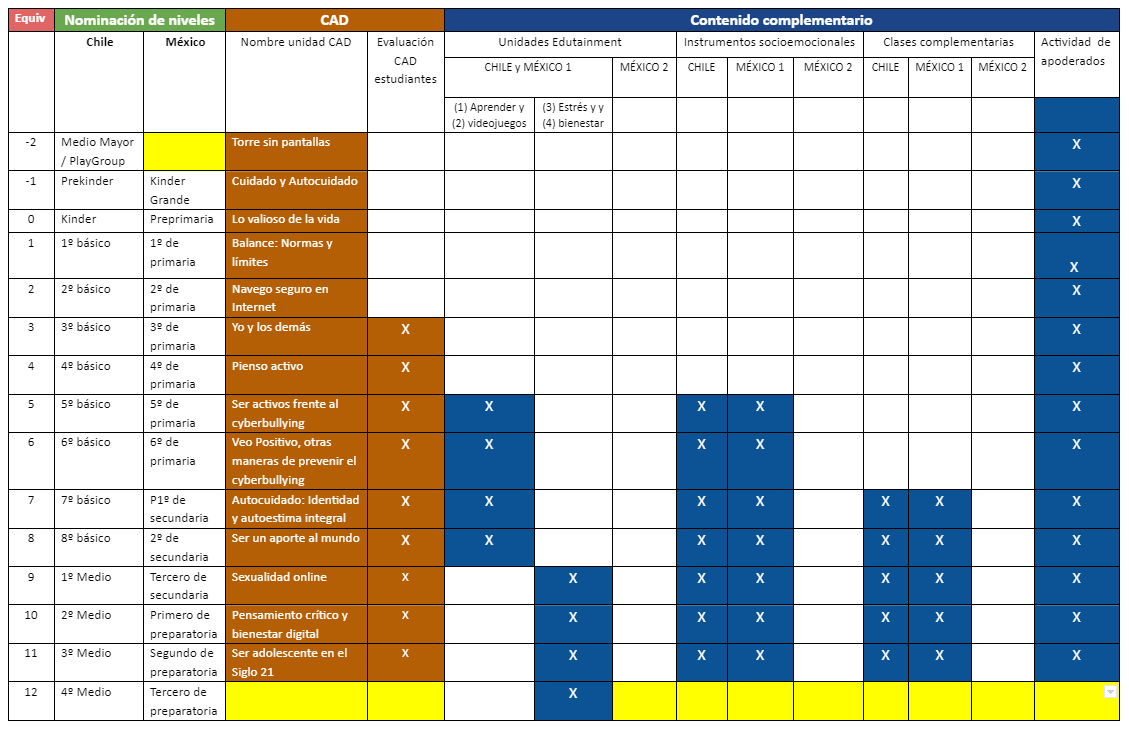 Equiv Nominación de niveles CAD Contenido complementario
Chile México Nombre unidad CAD Evaluación CAD estudiantes Unidades Edutainment Instrumentos socioemocionales Clases complementarias Actividad de apoderados
CHILE y MÉXICO 1 MÉXICO 2 CHILE MÉXICO 1 MÉXICO 2 CHILE MÉXICO 1 MÉXICO 2
(1) Aprender y (3) Estrés y y
(2) videojuegos (4) bienestar
-2 Medio Mayor Torre sin pantallas X
/ PlayGroup
-1 Prekinder Kinder Cuidado y Autocuidado X
Grande
0 Kinder Preprimaria Lo valioso de la vida X
1 1º básico 1º de Balance: Normas y
primaria límites X
2 2º básico 2º de Navego seguro en X
primaria Internet
3 3º básico 3º de Yo y los demás X X
primaria
4 4º básico 4º de Pienso activo X X
primaria
5 5º básico 5º de Ser activos frente al X X X X X
primaria cyberbullying
6 6º básico 6º de Veo Positivo, otras X X X X X
primaria maneras de prevenir el
cyberbullying
7 7º básico P1º de Autocuidado: Identidad X X X X X X X
secundaria y autoestima integral
8 8º básico 2º de Ser un aporte al mundo X X X X X X X
secundaria
9 1º Medio Tercero de Sexualidad online X X X X X X X
secundaria
10 2º Medio Primero de Pensamiento crítico y X X X X X X X
preparatoria bienestar digital
11 3º Medio Segundo de Ser adolescente en el X X X X X X X
preparatoria Siglo 21
12 4º Medio Tercero de X
preparatoria